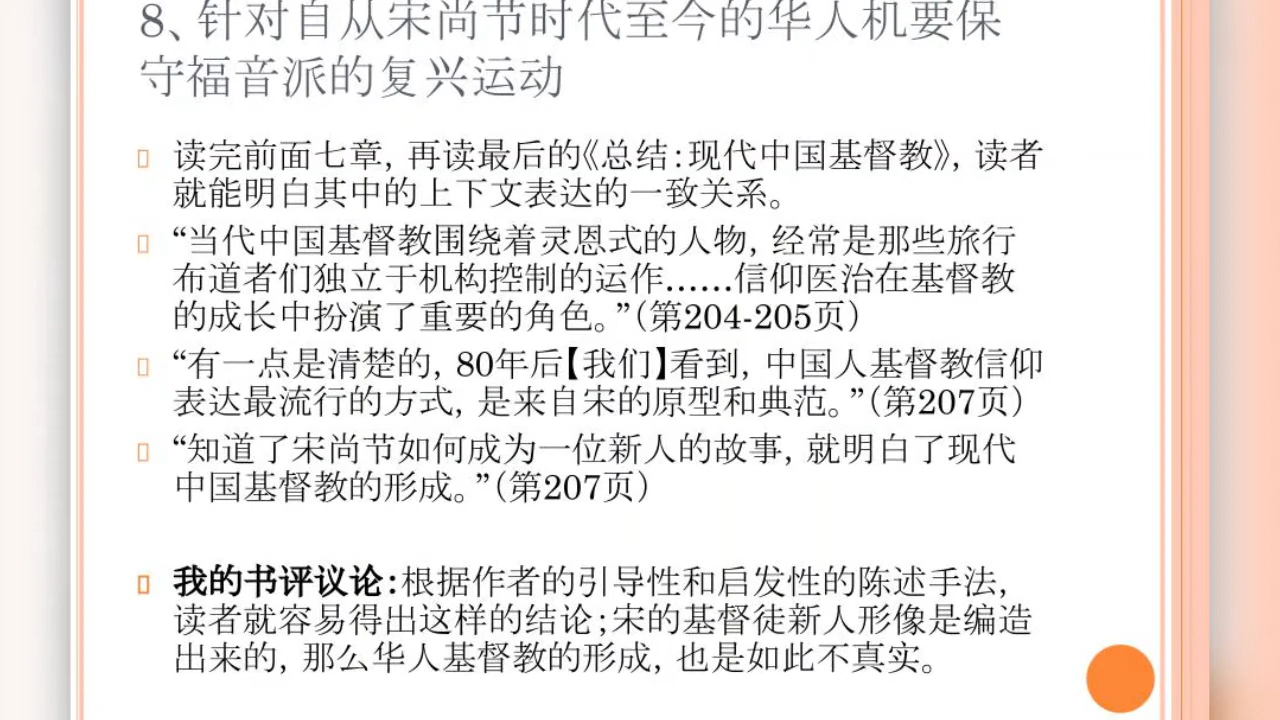 8、针对自从宋尚节时代至今的华人机要保
守福音派的复兴运动
读完前面七章, 再读最后的《总结:现代中国基督教》, 读者
就能明白其中的上下文表达的一致关系。
“当代中国基督教围绕着灵恩式的人物, 经常是那些旅行
布道者们独立于机构控制的运作……信仰医治在基督教
的成长中扮演了重要的角色。”(第204-205页)
“有一点是清楚的, 80年后【我们】看到, 中国人基督教信仰
表达最流行的方式, 是来自宋的原型和典范。”(第207页)
“知道了宋尚节如何成为一位新人的故事, 就明白了现代
中国基督教的形成。”(第207页)
我的书评议论:根据作者的引导性和启发性的陈述手法,
读者就容易得出这样的结论;宋的基督徒新人形像是编造
出来的, 那么华人基督教的形成, 也是如此不真实。